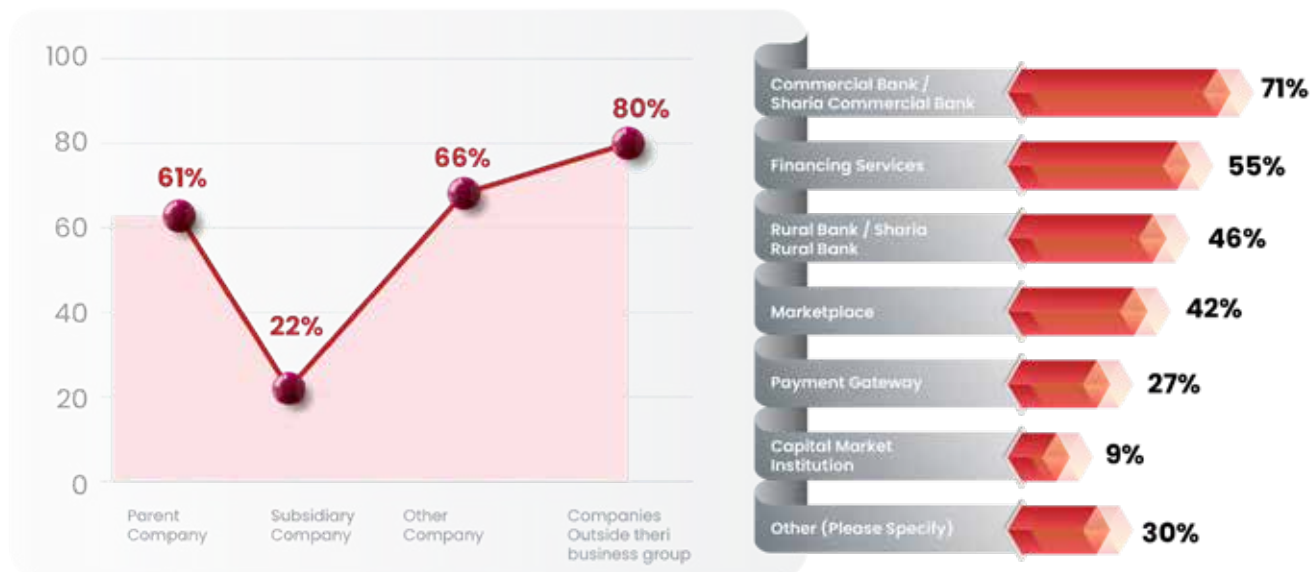 100
80
60
40
20
0
61%
22%
66%
80%
Parent
Company
Subsidiary
Company
Other
Company
Companies
Outside theri
business group
Commercial Bank /
Sharia Commercial Bank
71%
Financing Services
55%
Rural Bank / Sharia
Rural Bank
46%
Marketplace
42%
Payment Gateway
27%
Capital Market
Institution
9%
Other (Please Specify)
30%